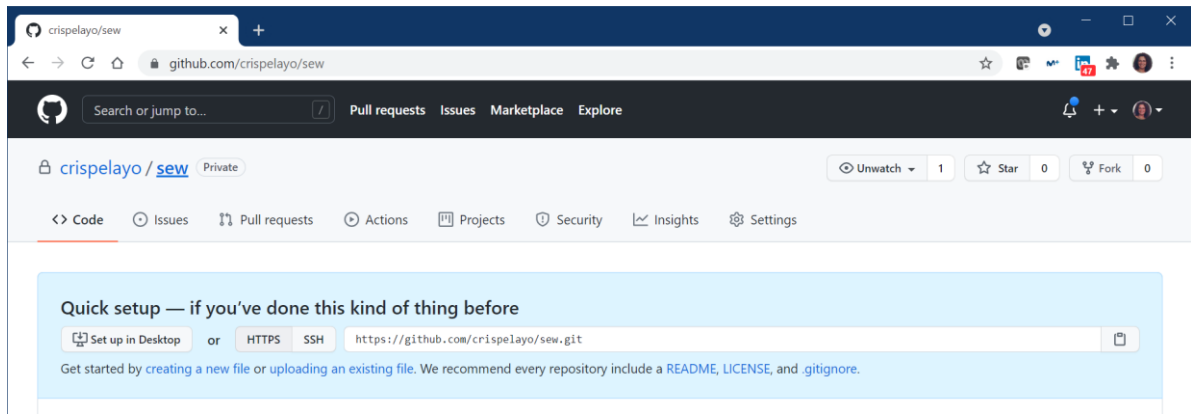 crispelayo/sew
github.com/crispelayo/sew
47
Search or jump to... / Pull requests Issues Marketplace Explore
crispelayo / sew Private Unwatch 1 Star 0 Fork 0
Code Issues Pull requests Actions Projects Security Insights Settings
Quick setup — if you've done this kind of thing before
Set up in Desktop or HTTPS SSH https://github.com/crispelayo/sew.git
Get started by creating a new file or uploading an existing file. We recommend every repository include a README, LICENSE, and .gitignore.